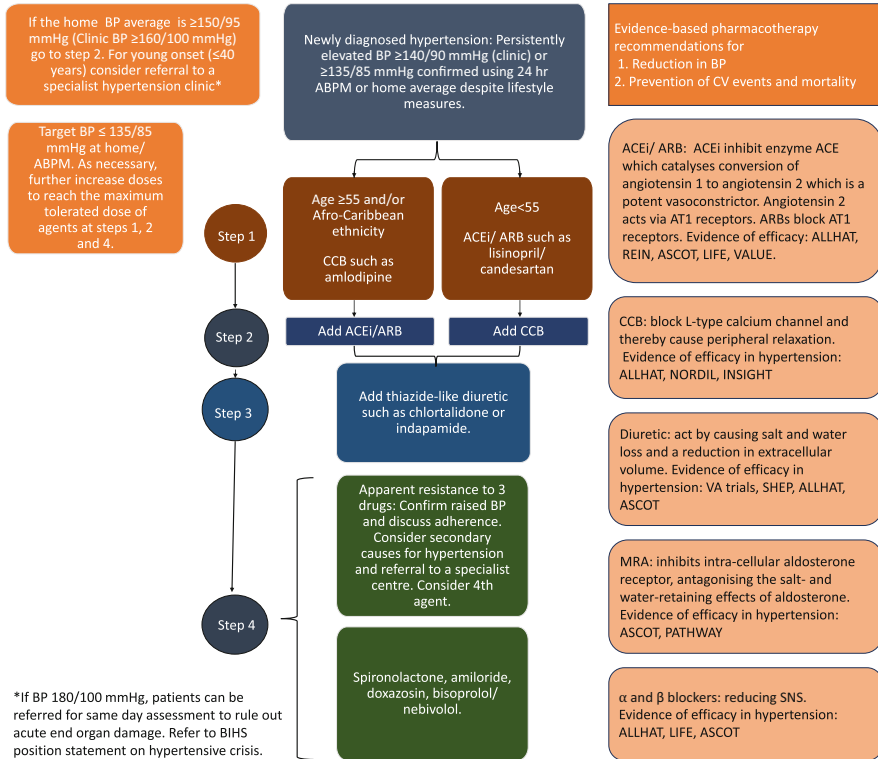 If the home  BP average  is ≥150/95
mmHg (Clinic BP ≥160/100 mmHg)
go to step 2. For young onset (≤40
years) consider referral to a
specialist hypertension clinic*
Target BP ≤ 135/85
mmHg at home/
ABPM. As necessary,
further increase doses
to reach the maximum
tolerated dose of
agents at steps 1, 2
and 4.
Newly diagnosed hypertension: Persistently
elevated BP ≥140/90 mmHg (clinic) or
≥135/85 mmHg confirmed using 24 hr
ABPM or home average despite lifestyle
measures.
Step 1
Age ≥55 and/or
Afro-Caribbean
ethnicity
CCB such as
amlodipine
Age<55
ACEi/ ARB such as
lisinopril/
candesartan
Step 2
Add ACEi/ARB
Add CCB
Step 3
Add thiazide-like diuretic
such as chlortalidone or
indapamide.
Step 4
Apparent resistance to 3
drugs: Confirm raised BP
and discuss adherence.
Consider secondary
causes for hypertension
and referral to a specialist
centre. Consider 4th
agent.
Spironolactone, amiloride,
doxazosin, bisoprolol/
nebivolol.
*If BP 180/100 mmHg, patients can be
referred for same day assessment to rule out
acute end organ damage. Refer to BIHS
position statement on hypertensive crisis.
Evidence-based pharmacotherapy
recommendations for
1. Reduction in BP
2. Prevention of CV events and mortality
ACEi/ ARB:  ACEi inhibit enzyme ACE
which catalyses conversion of
angiotensin 1 to angiotensin 2 which is a
potent vasoconstrictor. Angiotensin 2
acts via AT1 receptors. ARBs block AT1
receptors. Evidence of efficacy: ALLHAT,
REIN, ASCOT, LIFE, VALUE.
CCB: block L-type calcium channel and
thereby cause peripheral relaxation.
Evidence of efficacy in hypertension:
ALLHAT, NORDIL, INSIGHT
Diuretic: act by causing salt and water
loss and a reduction in extracellular
volume. Evidence of efficacy in
hypertension: VA trials, SHEP, ALLHAT,
ASCOT
MRA: inhibits intra-cellular aldosterone
receptor, antagonising the salt- and
water-retaining effects of aldosterone.
Evidence of efficacy in hypertension:
ASCOT, PATHWAY
α and β blockers: reducing SNS.
Evidence of efficacy in hypertension:
ALLHAT, LIFE, ASCOT